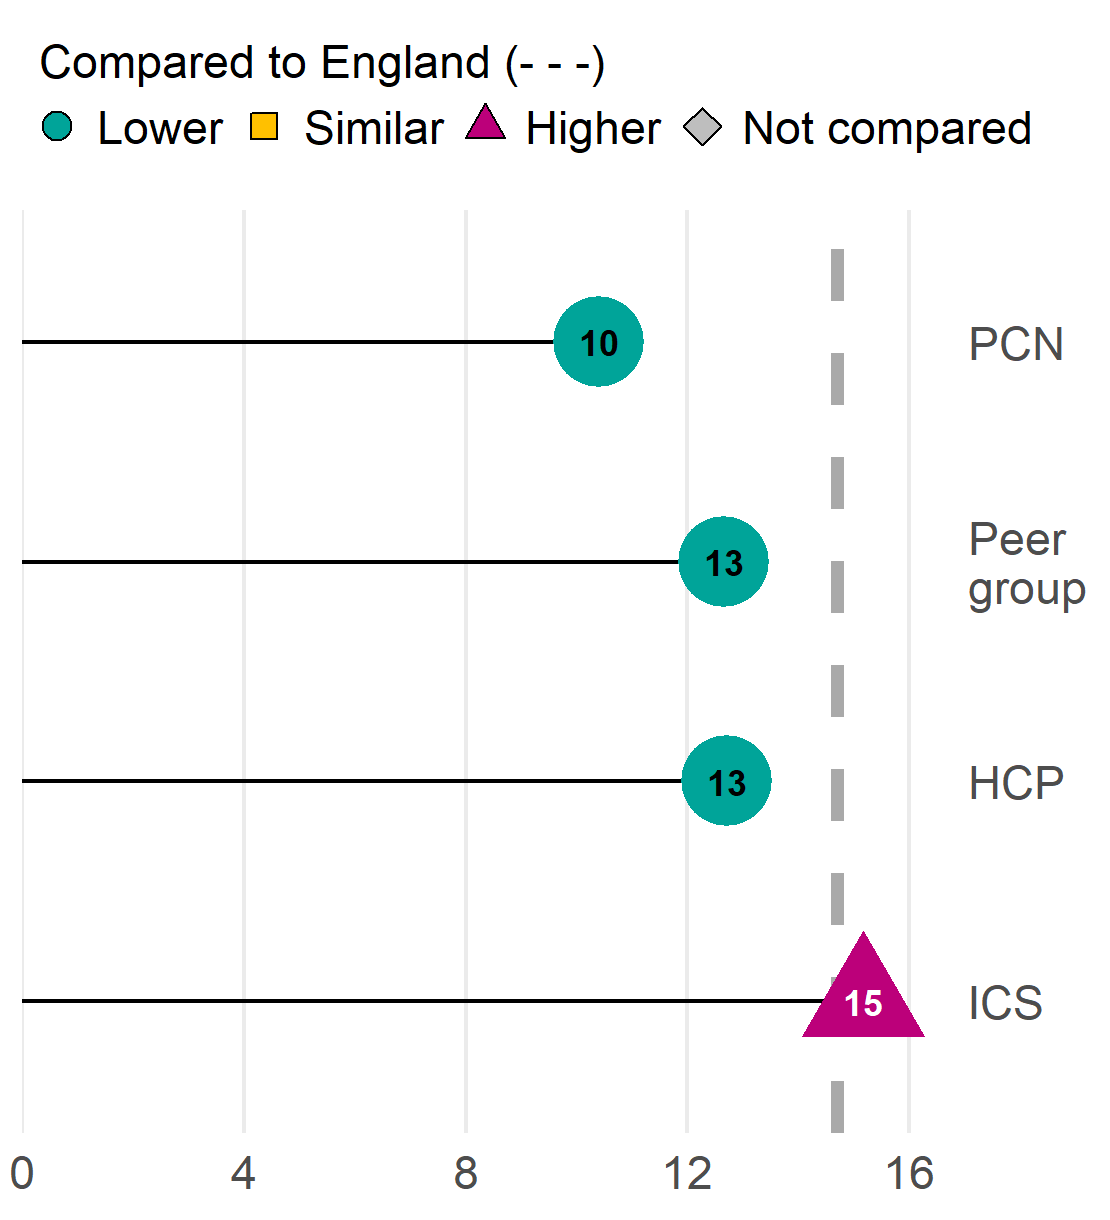 Compared to England (- - -)
Lower Similar Higher Not compared
10 PCN
13 Peer
group
13 HCP
15 ICS
0 4 8 12 16